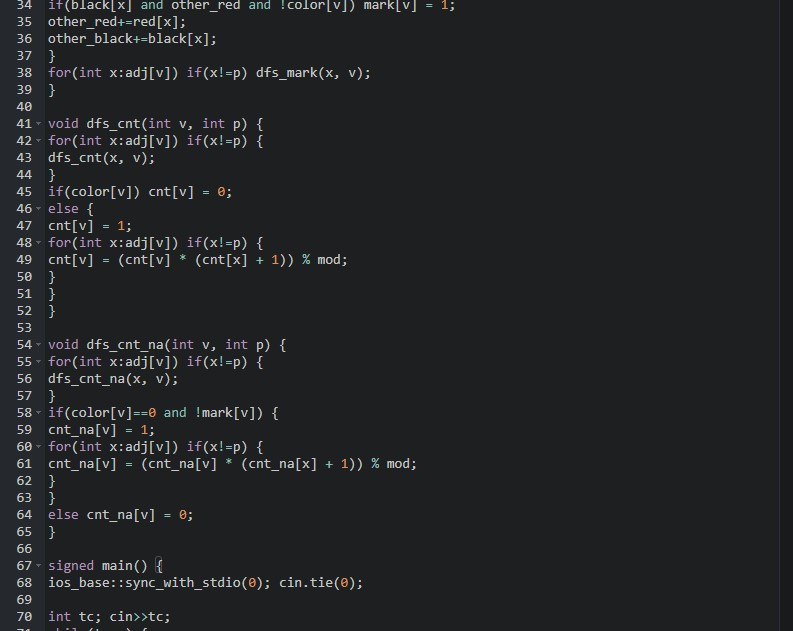 34 if(black[x] and other_red and !color[v]) mark[v] = 1;
35 other_red+=red[x];
36 other_black+=black[x];
37 }
38 for(int x:adj[v]) if(x!=p) dfs_mark(x, v);
39 }
40
41 void dfs_cnt(int v, int p) {
42 for(int x:adj[v]) if(x!=p) {
43 dfs_cnt(x, v);
44 }
45 if(color[v]) cnt[v] = 0;
46 else {
47 cnt[v] = 1;
48 for(int x:adj[v]) if(x!=p) {
49 cnt[v] = (cnt[v] * (cnt[x] + 1)) % mod;
50 }
51 }
52 }
53
54 void dfs_cnt_na(int v, int p) {
55 for(int x:adj[v]) if(x!=p) {
56 dfs_cnt_na(x, v);
57 }
58 if(color[v]==0 and !mark[v]) {
59 cnt_na[v] = 1;
60 for(int x:adj[v]) if(x!=p) {
61 cnt_na[v] = (cnt_na[v] * (cnt_na[x] + 1)) % mod;
62 }
63 }
64 else cnt_na[v] = 0;
65 }
66
67 signed main() {
68 ios_base::sync_with_stdio(0); cin.tie(0);
69
70 int tc; cin>>tc;